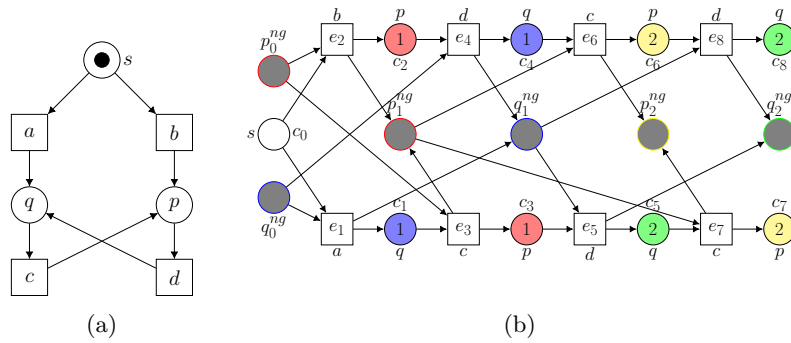 s
a
b
q
p
c
d
(a)
b
p
d
q
c
p
d
q
p_0^{ng}
e_2
1
e_4
1
e_6
2
e_8
2
c_2
c_4
c_6
c_8
p_1^{ng}
q_1^{ng}
p_2^{ng}
q_2^{ng}
s
c_0
c_1
c_3
c_5
c_7
q_0^{ng}
e_1
1
e_3
1
e_5
2
e_7
2
a
q
c
p
d
q
c
p
(b)